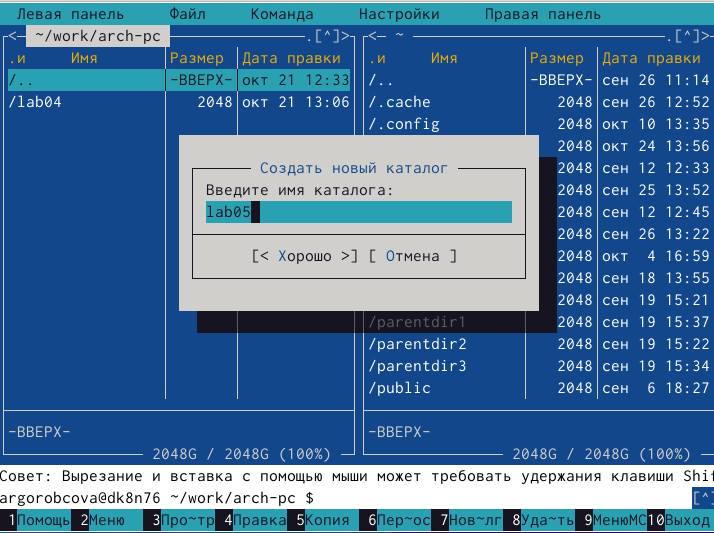 Левая панель Файл Команда Настройки Правая панель
<─ ~/work/arch-pc .[^]> <─ ~ .[^]>
.и Имя Размер Дата правки .и Имя Размер Дата правки
/.. -ВВЕРХ- окт 21 12:33 /.. -ВВЕРХ- сен 26 11:14
/lab04 2048 окт 21 13:06 /.cache 2048 сен 26 12:52
/.config 2048 окт 10 13:35
2048 окт 24 13:56
Создать новый каталог 2048 сен 12 12:33
Введите имя каталога: 2048 сен 25 13:52
lab05 2048 сен 12 12:45
2048 сен 26 13:22
[< Хорошо >] [ Отмена ] 2048 окт 4 16:59
2048 сен 18 13:55
2048 сен 19 15:21
/parentdir1 2048 сен 19 15:37
/parentdir2 2048 сен 19 15:22
/parentdir3 2048 сен 19 15:34
/public 2048 сен 6 18:27
-ВВЕРХ- -ВВЕРХ-
2048G / 2048G (100%) 2048G / 2048G (100%)
Совет: Вырезание и вставка с помощью мыши может требовать удержания клавиши Shif
argorobcova@dk8n76 ~/work/arch-pc $ [^]
1Помощь 2Меню 3Про~тр 4Правка 5Копия 6Пер~ос 7Нов~лг 8Уда~ть 9МенюMC 10Выход